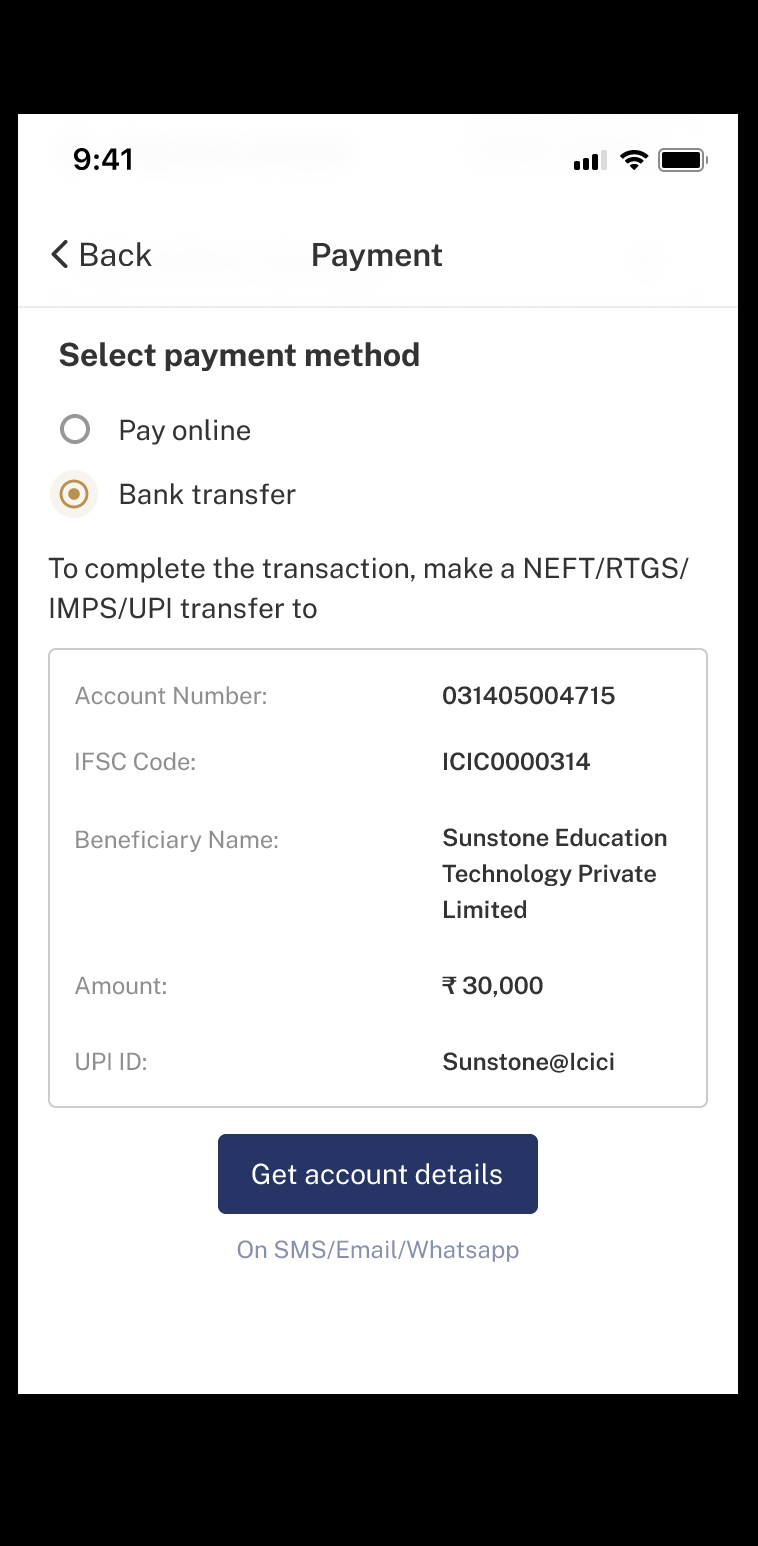 9:41
Back
Payment
Select payment method
Pay online
Bank transfer
To complete the transaction, make a NEFT/RTGS/
IMPS/UPI transfer to
Account Number: 031405004715
IFSC Code: ICIC0000314
Beneficiary Name: Sunstone Education
Technology Private
Limited
Amount: ₹ 30,000
UPI ID: Sunstone@Icici
Get account details
On SMS/Email/Whatsapp